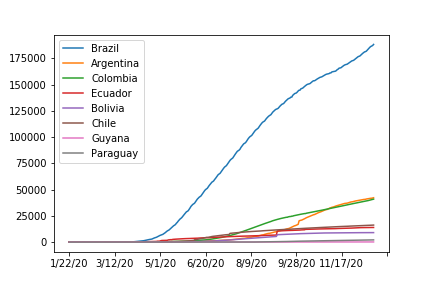 175000
150000
125000
100000
75000
50000
25000
0
Brazil
Argentina
Colombia
Ecuador
Bolivia
Chile
Guyana
Paraguay
1/22/20 3/12/20 5/1/20 6/20/20 8/9/20 9/28/20 11/17/20